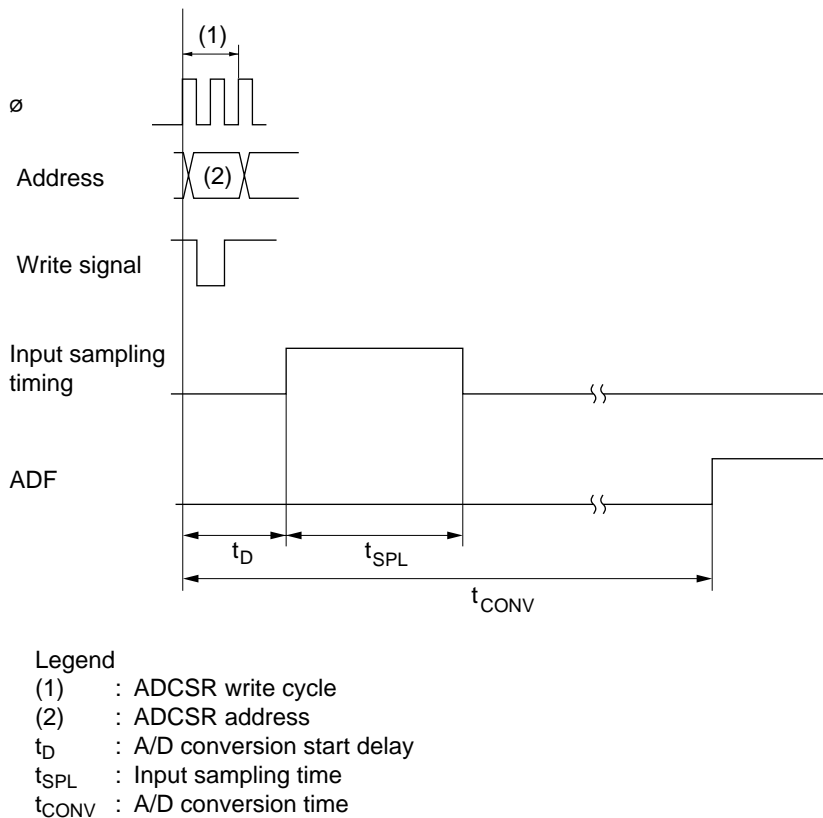 (1)
ø
Address
(2)
Write signal
Input sampling
timing
ADF
tD
tSPL
tCONV
Legend
(1) : ADCSR write cycle
(2) : ADCSR address
tD : A/D conversion start delay
tSPL : Input sampling time
tCONV : A/D conversion time